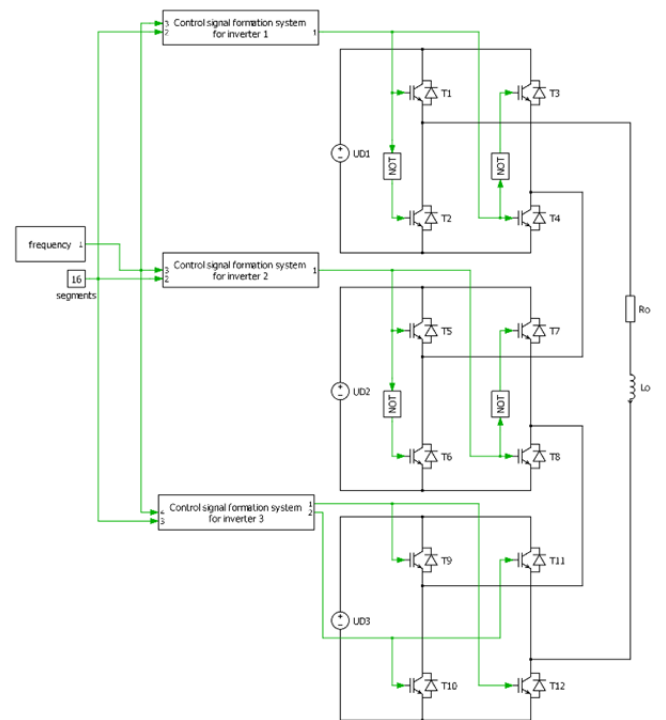 Control signal formation system
for inverter 1
3
2
1
T1
T3
UD1
NOT
NOT
T2
T4
frequency
1
16
segments
Control signal formation system
for inverter 2
3
2
1
T5
T7
Ro
UD2
NOT
NOT
Lo
T6
T8
Control signal formation system
for inverter 3
4
3
1
2
T9
T11
UD3
T10
T12